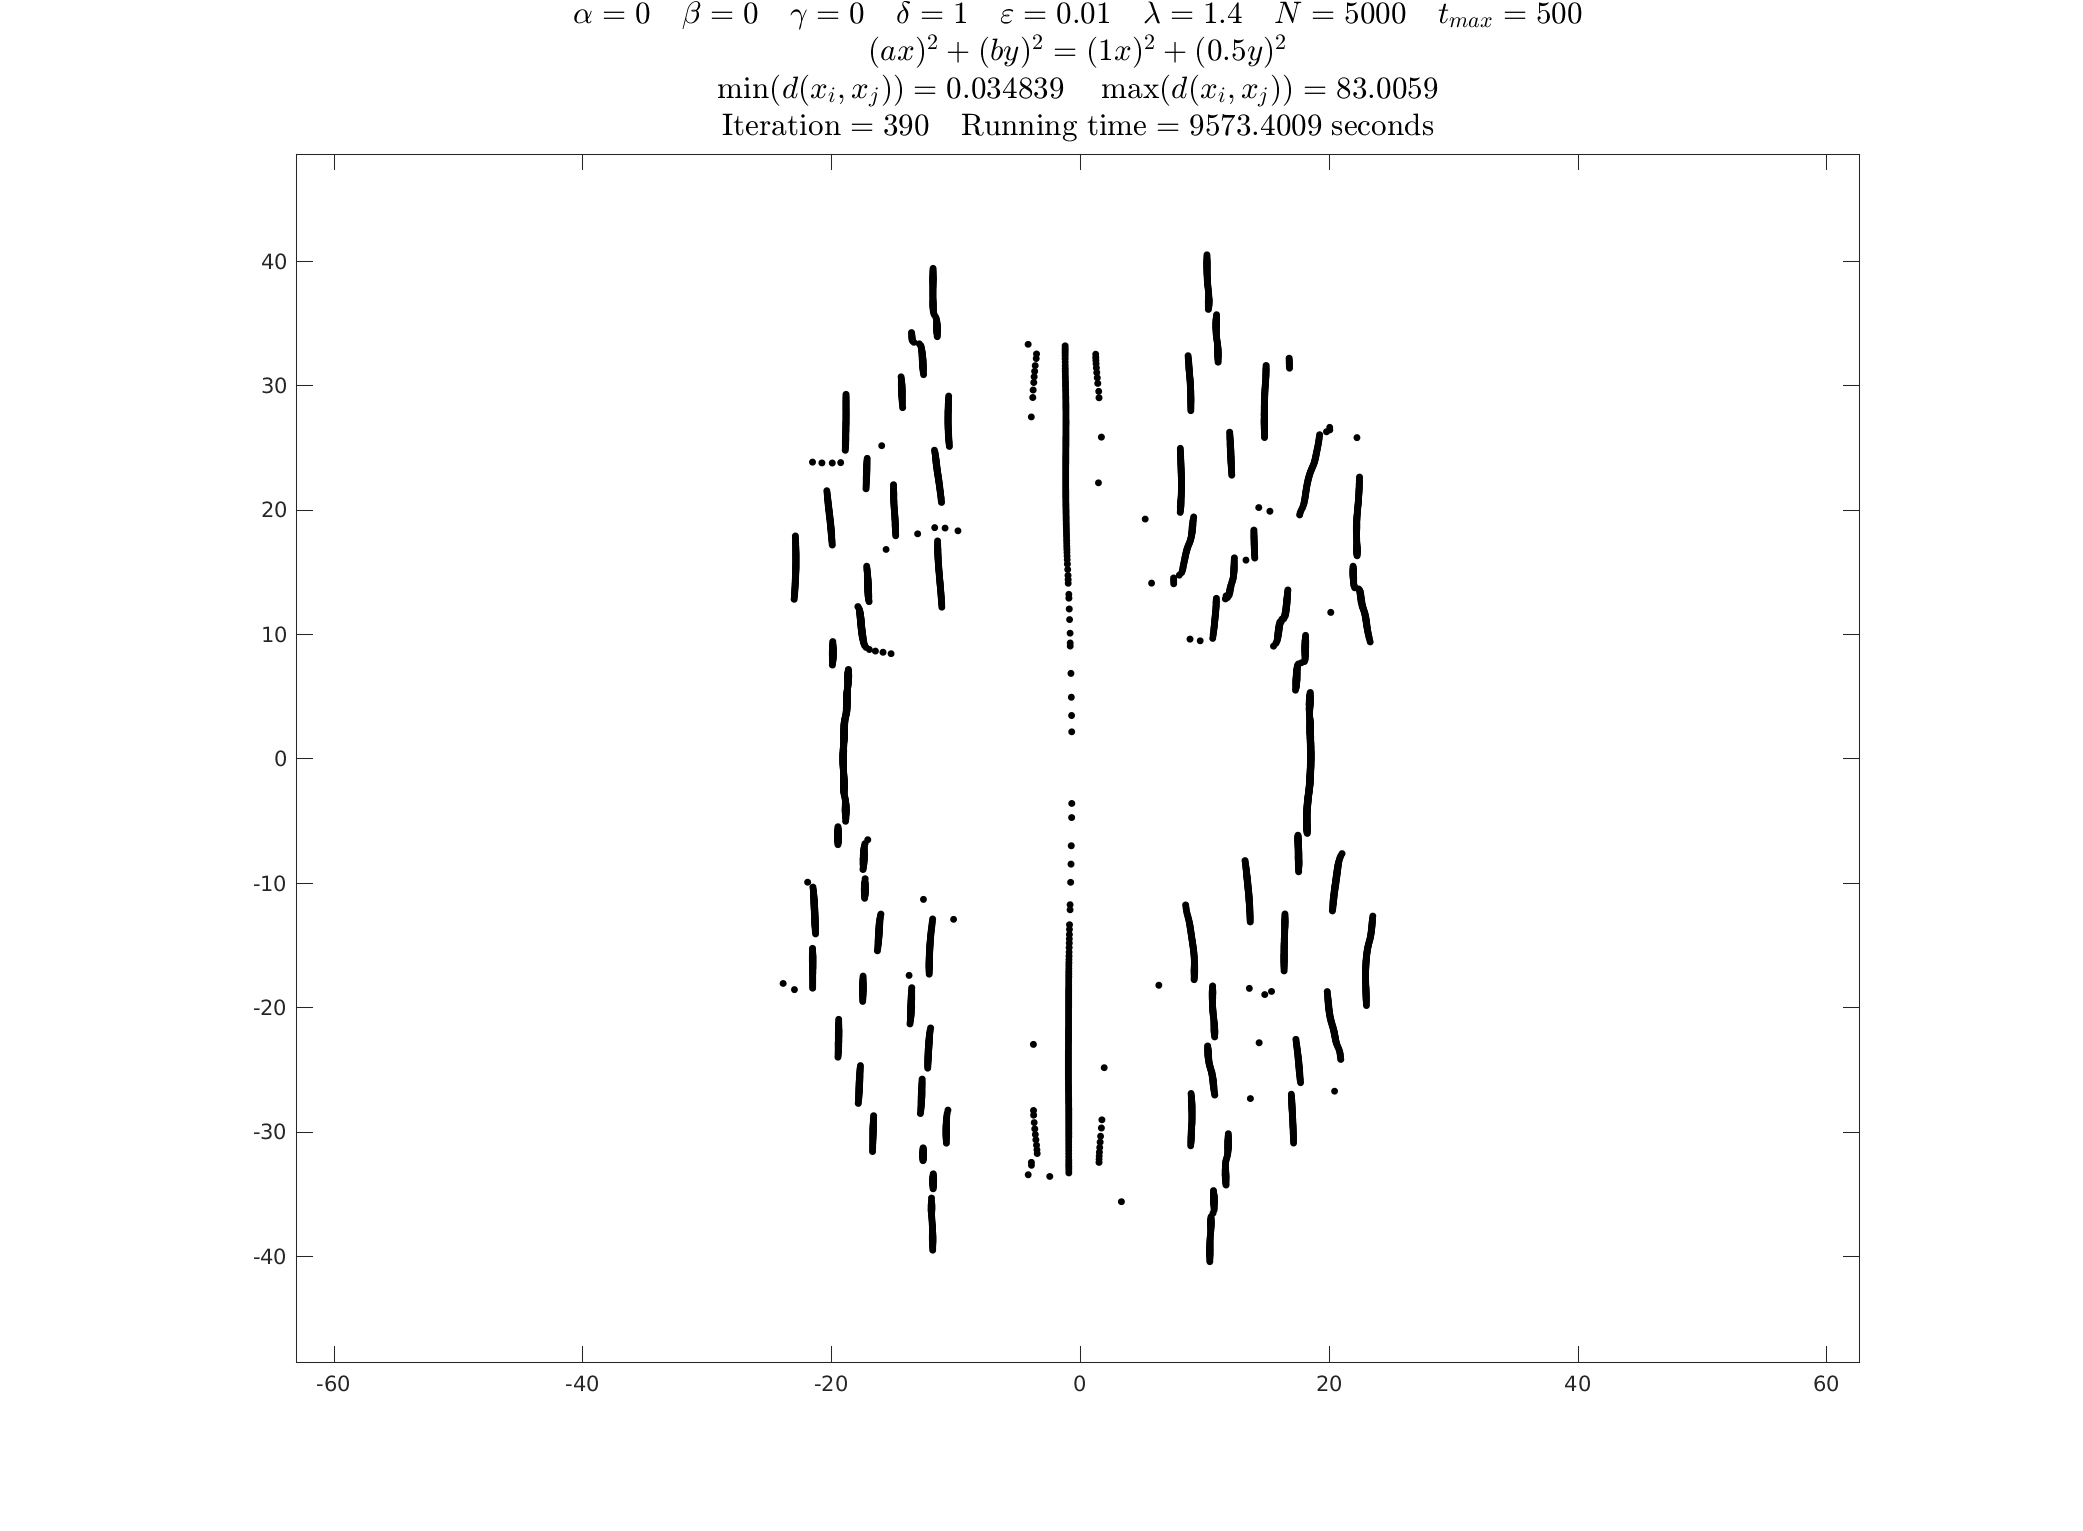 α = 0 β = 0 γ = 0 δ = 1 ε = 0.01 λ = 1.4 N = 5000 t_max = 500
(ax)² + (by)² = (1x)² + (0.5y)²
min(d(x_i, x_j)) = 0.034839 max(d(x_i, x_j)) = 83.0059
Iteration = 390 Running time = 9573.4009 seconds
40
30
20
10
0
-10
-20
-30
-40
-60 -40 -20 0 20 40 60